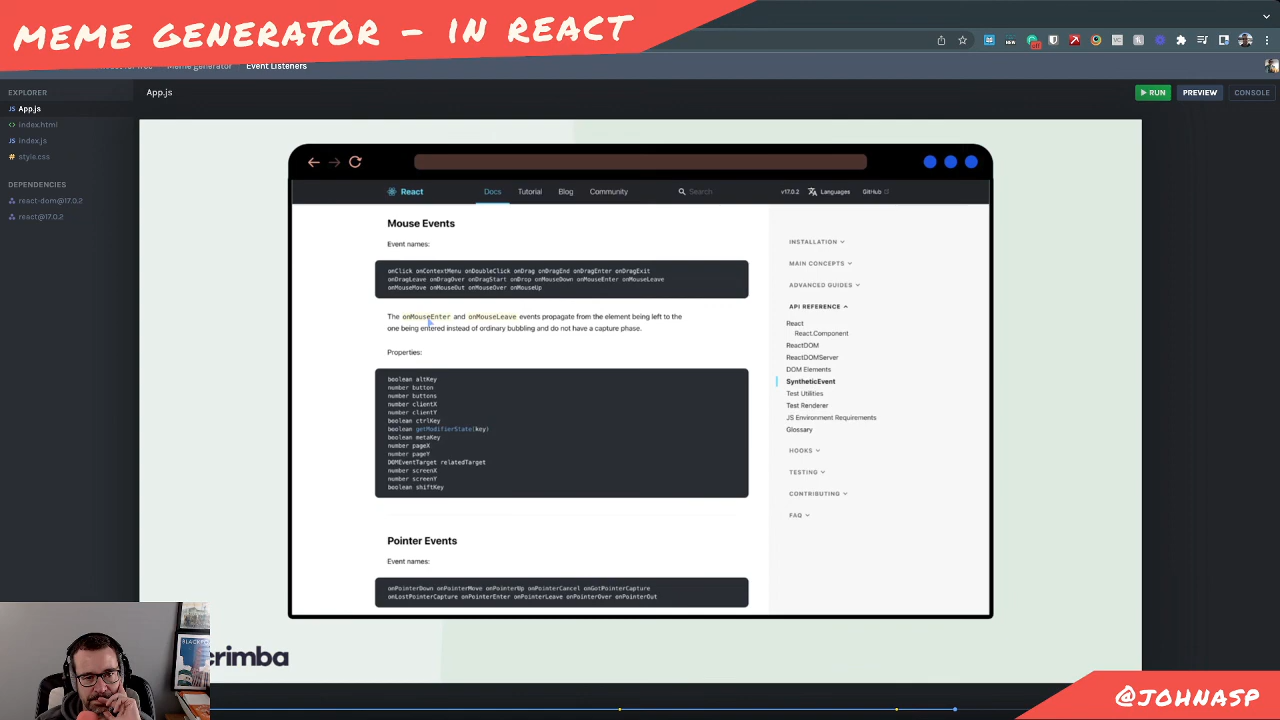 MEME GENERATOR - IN REACT
Meme generator
Event Listeners
EXPLORER
App.js
index.html
index.js
style.css
DEPENDENCIES
react-dom@17.0.2
react@17.0.2
App.js
RUN
PREVIEW
CONSOLE
React
Docs
Tutorial
Blog
Community
Search
v17.0.2
Languages
GitHub
Mouse Events
Event names:
onClick onContextMenu onDoubleClick onDrag onDragEnd onDragEnter onDragExit
onDragLeave onDragOver onDragStart onDrop onMouseDown onMouseEnter onMouseLeave
onMouseMove onMouseOut onMouseOver onMouseUp
The onMouseEnter and onMouseLeave events propagate from the element being left to the
one being entered instead of ordinary bubbling and do not have a capture phase.
Properties:
boolean altKey
number button
number buttons
number clientX
number clientY
boolean ctrlKey
boolean getModifierState(key)
boolean metaKey
number pageX
number pageY
DOMEventTarget relatedTarget
number screenX
number screenY
boolean shiftKey
Pointer Events
Event names:
onPointerDown onPointerMove onPointerUp onPointerCancel onGotPointerCapture
onLostPointerCapture onPointerEnter onPointerLeave onPointerOver onPointerOut
INSTALLATION
MAIN CONCEPTS
ADVANCED GUIDES
API REFERENCE
React
React.Component
ReactDOM
ReactDOMServer
DOM Elements
SyntheticEvent
Test Utilities
Test Renderer
JS Environment Requirements
Glossary
HOOKS
TESTING
CONTRIBUTING
FAQ
crimba
@JOHNASP